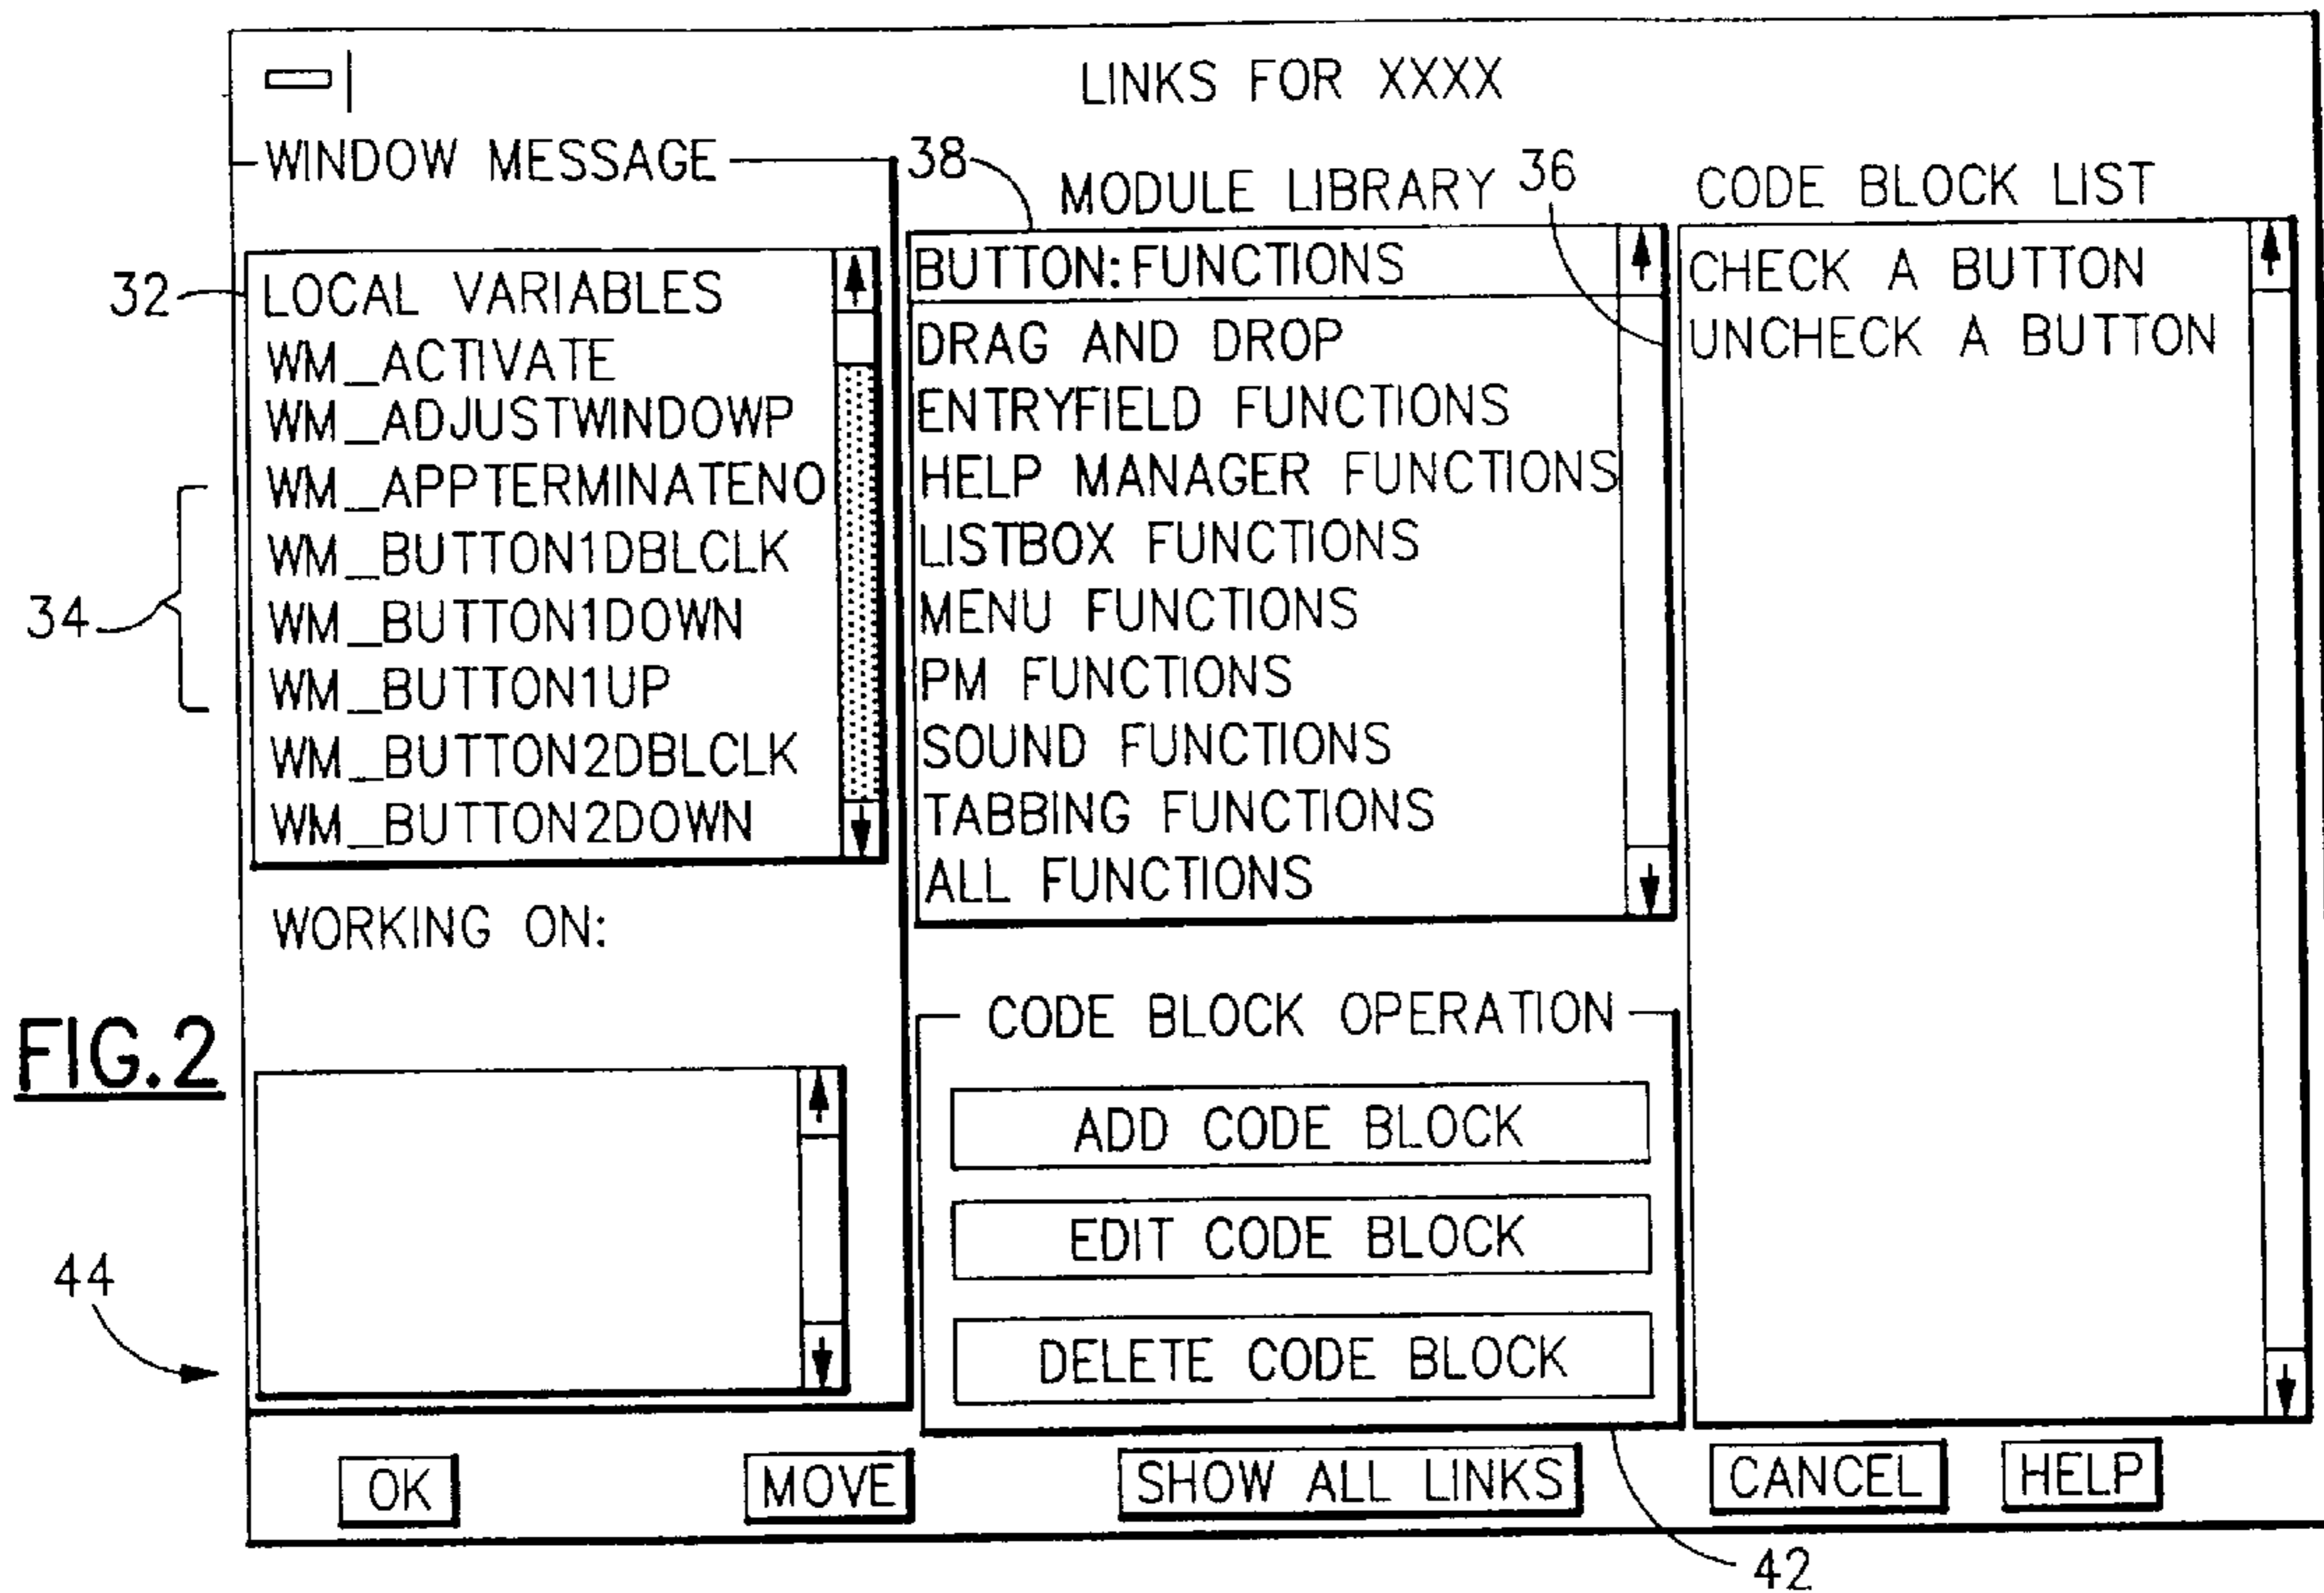 LINKS FOR XXXX
WINDOW MESSAGE
32
LOCAL VARIABLES
WM_ACTIVATE
WM_ADJUSTWINDOWP
WM_APPTERMINATENO
WM_BUTTON1DBLCLK
WM_BUTTON1DOWN
WM_BUTTON1UP
WM_BUTTON2DBLCLK
WM_BUTTON2DOWN
34
WORKING ON:
FIG.2
44
38
MODULE LIBRARY
36
BUTTON:FUNCTIONS
DRAG AND DROP
ENTRYFIELD FUNCTIONS
HELP MANAGER FUNCTIONS
LISTBOX FUNCTIONS
MENU FUNCTIONS
PM FUNCTIONS
SOUND FUNCTIONS
TABBING FUNCTIONS
ALL FUNCTIONS
CODE BLOCK OPERATION
ADD CODE BLOCK
EDIT CODE BLOCK
DELETE CODE BLOCK
CODE BLOCK LIST
CHECK A BUTTON
UNCHECK A BUTTON
OK
MOVE
SHOW ALL LINKS
CANCEL
HELP
42